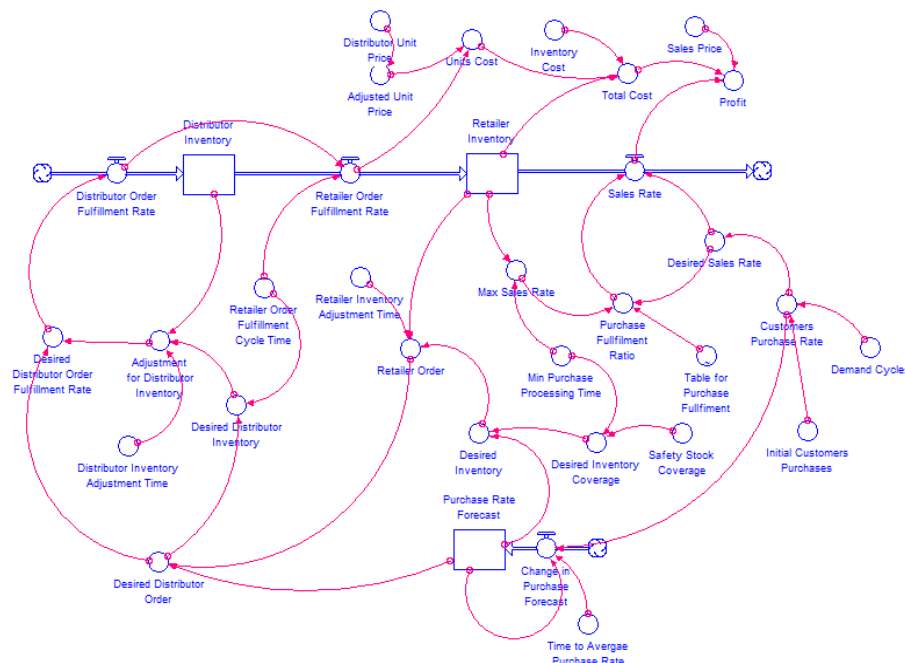 Distributor Unit
Price
Units Cost
Inventory
Cost
Sales Price
Adjusted Unit
Price
Total Cost
Profit
Distributor
Inventory
Retailer
Inventory
Distributor Order
Fulfillment Rate
Retailer Order
Fulfillment Rate
Sales Rate
Desired Sales Rate
Max Sales Rate
Retailer Inventory
Adjustment Time
Retailer Order
Fulfillment
Cycle Time
Purchase
Fullfilment
Ratio
Customers
Purchase Rate
Desired
Distributor Order
Fulfillment Rate
Adjustment
for Distributor
Inventory
Retailer Order
Min Purchase
Processing Time
Table for
Purchase
Fullfiment
Demand Cycle
Desired Distributor
Inventory
Distributor Inventory
Adjustment Time
Desired
Inventory
Desired Inventory
Coverage
Safety Stock
Coverage
Initial Customers
Purchases
Purchase Rate
Forecast
Desired Distributor
Order
Change in
Purchase
Forecast
Time to Avergae
Purchase Rate